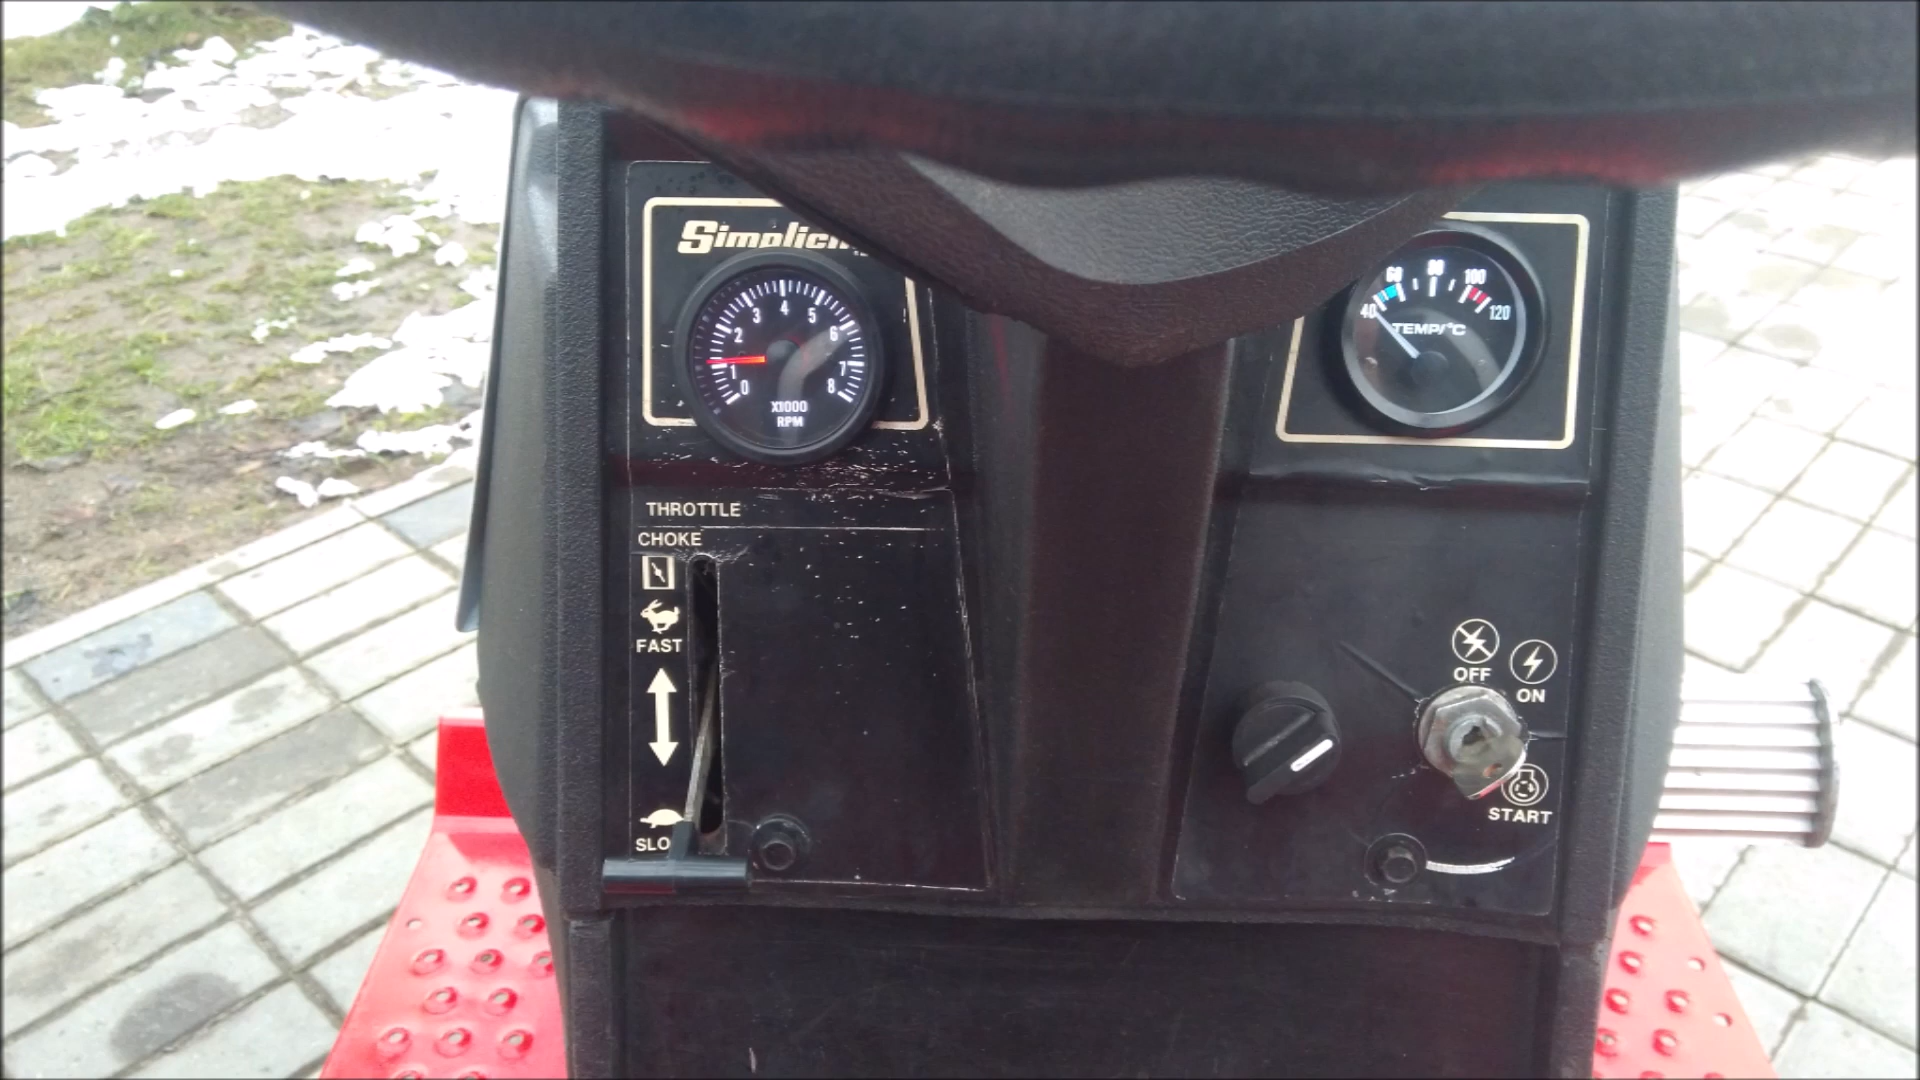 Simplici
0 1 2 3 4 5 6 7 8
X1000
RPM
40 60 80 100 120
TEMP/°C
THROTTLE
CHOKE
FAST
SLO
OFF
ON
START